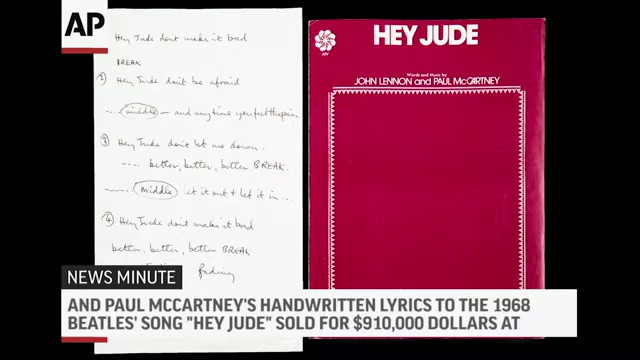 AP
Hey Jude dont make it bad
BREAK
① Hey Jude don't be afraid
..... middle — and any time you feel the pain
③ Hey Jude don't let me down.
---- better, better, better BREAK.
middle let it out & let it in ...
④ Hey Jude don't make it bad
better, better, better BREAK
fading
HEY JUDE
Words and Music by
JOHN LENNON and PAUL McCARTNEY
NEWS MINUTE
AND PAUL MCCARTNEY'S HANDWRITTEN LYRICS TO THE 1968
BEATLES' SONG "HEY JUDE" SOLD FOR $910,000 DOLLARS AT